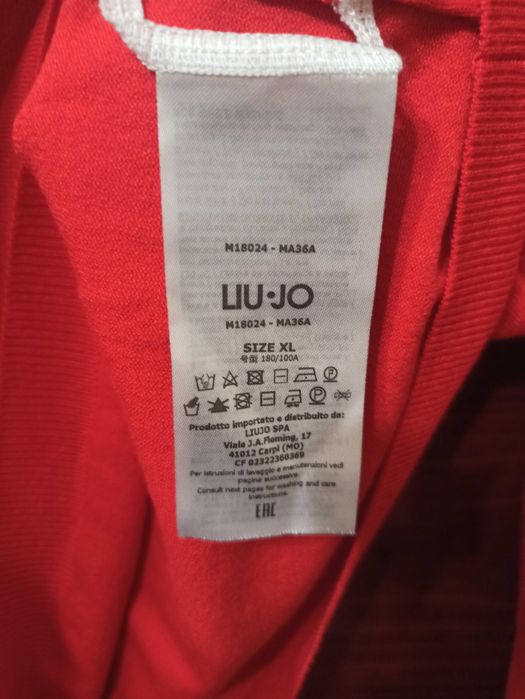 M18024 - MA36A
LIU·JO
M18024 - MA36A
SIZE XL
号型 180/100A
Prodotto importato e distribuito da:
LIUJO SPA
Viale J.A.Fleming, 17
41012 Carpi (MO)
CF 02322360369
Per istruzioni di lavaggio e manutenzioni vedi
pagine successive.
Consult next pages for washing and care
instructions.
EAC